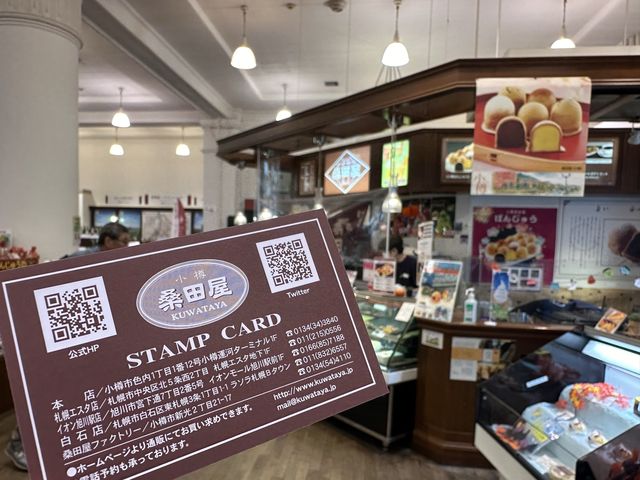 小樽
桑田屋
KUWATAYA
公式HP
Twitter
STAMP CARD
本　　店／小樽市色内1丁目1番12号小樽運河ターミナル1F ☎0134(34)3840
札幌エスタ店／札幌市中央区北5条西2丁目 札幌エスタ地下1F ☎011(215)0556
イオン旭川駅店／旭川市宮下通7丁目2番5号 イオンモール旭川駅前1F ☎0166(85)7188
白石店／札幌市白石区東札幌3条1丁目1-1 ラソラ札幌Bタウン ☎011(832)6557
桑田屋ファクトリー／小樽市新光2丁目21-17 ☎0134(54)4110
●ホームページより通販にてお買い求めできます。
電話予約も承っております。
http://www.kuwataya.jp
mail@kuwataya.jp
ぱんじゅう